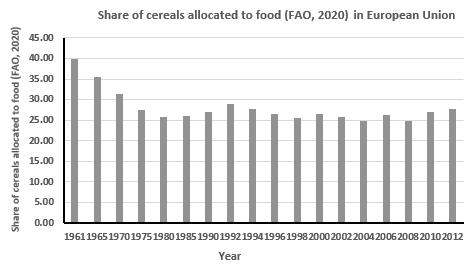 Share of cereals allocated to food (FAO, 2020) in European Union
Share of cereals allocated to food (FAO, 2020)
45.00
40.00
35.00
30.00
25.00
20.00
15.00
10.00
5.00
0.00
1961 1965 1970 1975 1980 1985 1990 1992 1994 1996 1998 2000 2002 2004 2006 2008 2010 2012
Year